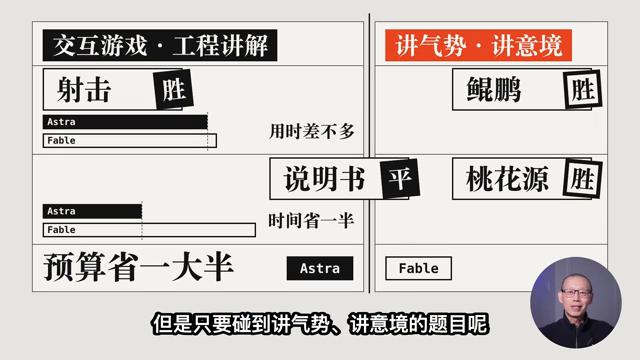 交互游戏·工程讲解
讲气势·讲意境
射击 胜
鲲鹏 胜
Astra
Fable
用时差不多
说明书 平
桃花源 胜
Astra
Fable
时间省一半
预算省一大半
Astra
Fable
但是只要碰到讲气势、讲意境的题目呢